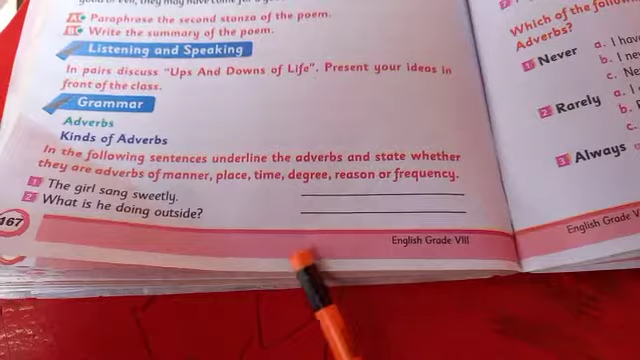 A Paraphrase the second stanza of the poem.
B Write the summary of the poem.
Listening and Speaking
In pairs discuss "Ups And Downs of Life". Present your ideas in
front of the class.
Grammar
Adverbs
Kinds of Adverbs
In the following sentences underline the adverbs and state whether
they are adverbs of manner, place, time, degree, reason or frequency.
1 The girl sang sweetly.
2 What is he doing outside?
167
English Grade VIII
Which of the
Adverbs?
1 Never a. I
b. I
c.
2 Rarely a. I
b.
c.
3 Always
English Grade